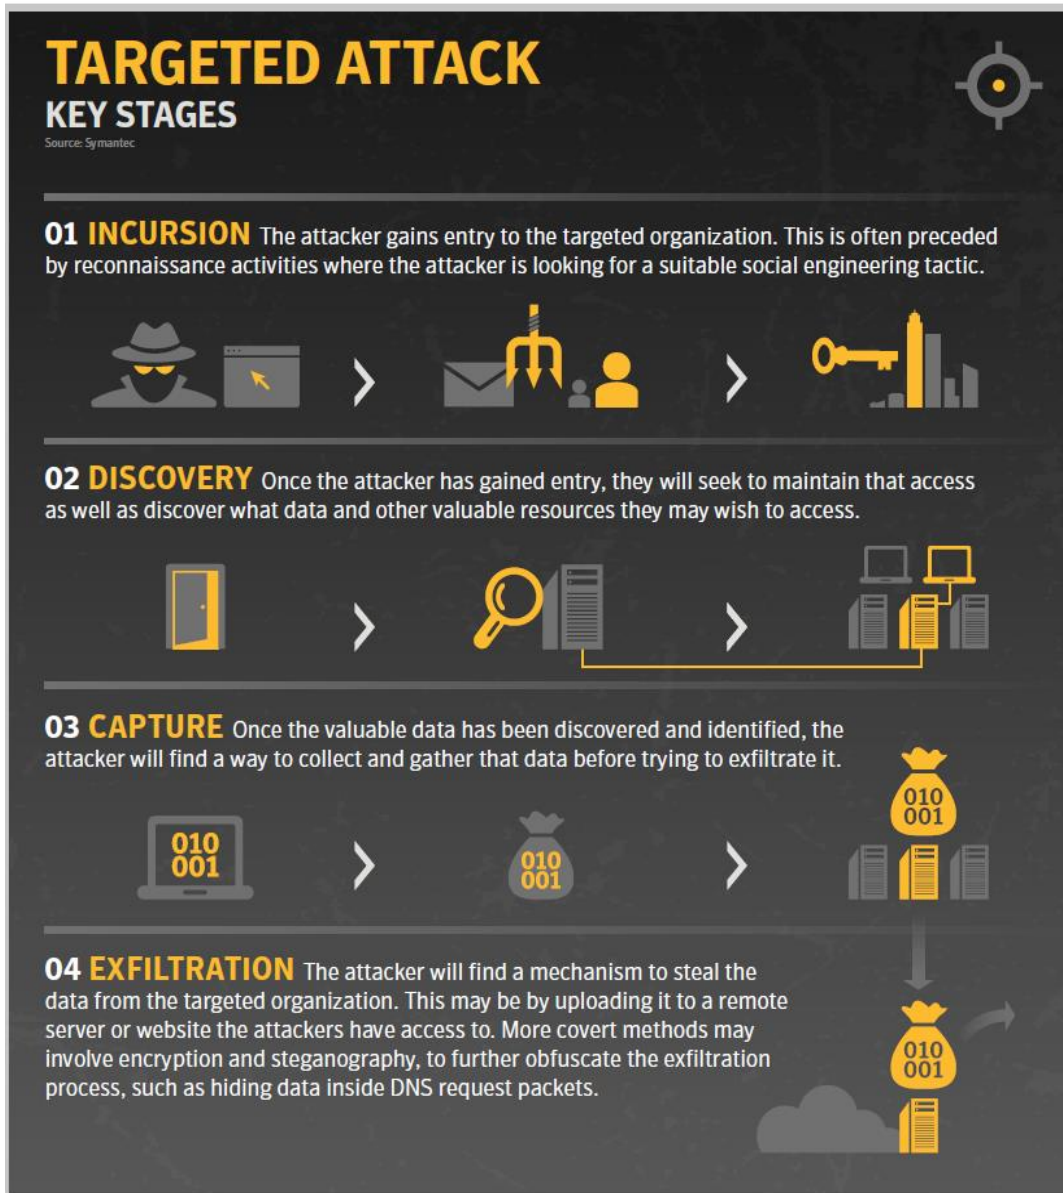 TARGETED ATTACK
KEY STAGES
Source: Symantec
01 INCURSION The attacker gains entry to the targeted organization. This is often preceded
by reconnaissance activities where the attacker is looking for a suitable social engineering tactic.
02 DISCOVERY Once the attacker has gained entry, they will seek to maintain that access
as well as discover what data and other valuable resources they may wish to access.
03 CAPTURE Once the valuable data has been discovered and identified, the
attacker will find a way to collect and gather that data before trying to exfiltrate it.
010
001
010
001
010
001
04 EXFILTRATION The attacker will find a mechanism to steal the
data from the targeted organization. This may be by uploading it to a remote
server or website the attackers have access to. More covert methods may
involve encryption and steganography, to further obfuscate the exfiltration
process, such as hiding data inside DNS request packets.
010
001